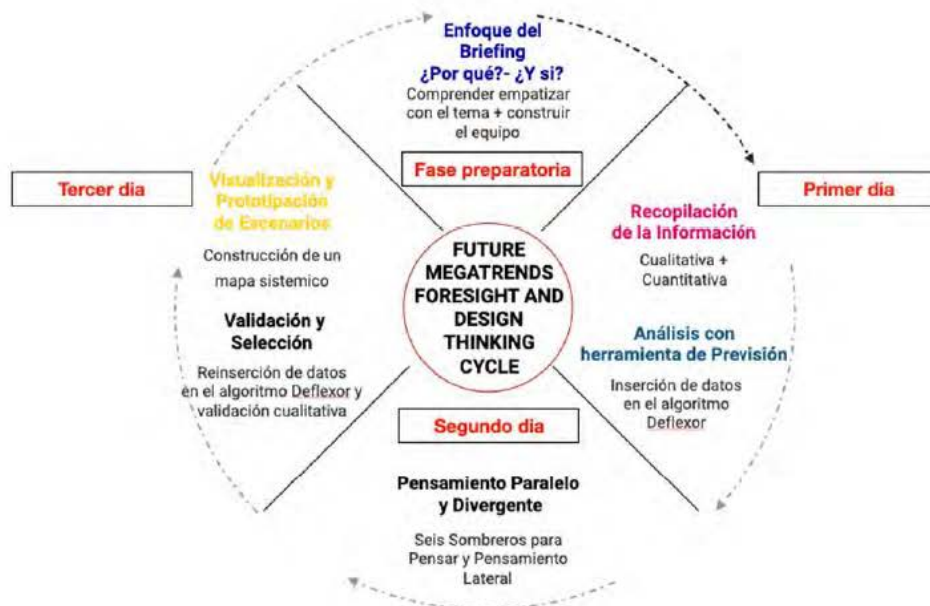 Enfoque del
Briefing
¿Por qué?- ¿Y si?
Comprender empatizar
con el tema + construir
el equipo
Fase preparatoria
Primer dia
Recopilación
de la Información
Cualitativa +
Cuantitativa
Análisis con
herramienta de Previsión
Inserción de datos
en el algoritmo
Deflexor
Segundo dia
Pensamiento Paralelo
y Divergente
Seis Sombreros para
Pensar y Pensamiento
Lateral
Tercer dia
Visualización y
Prototipación
de Escenarios
Construcción de un
mapa sistemico
Validación y
Selección
Reinserción de datos
en el algoritmo Deflexor y
validación cualitativa
FUTURE
MEGATRENDS
FORESIGHT AND
DESIGN
THINKING
CYCLE